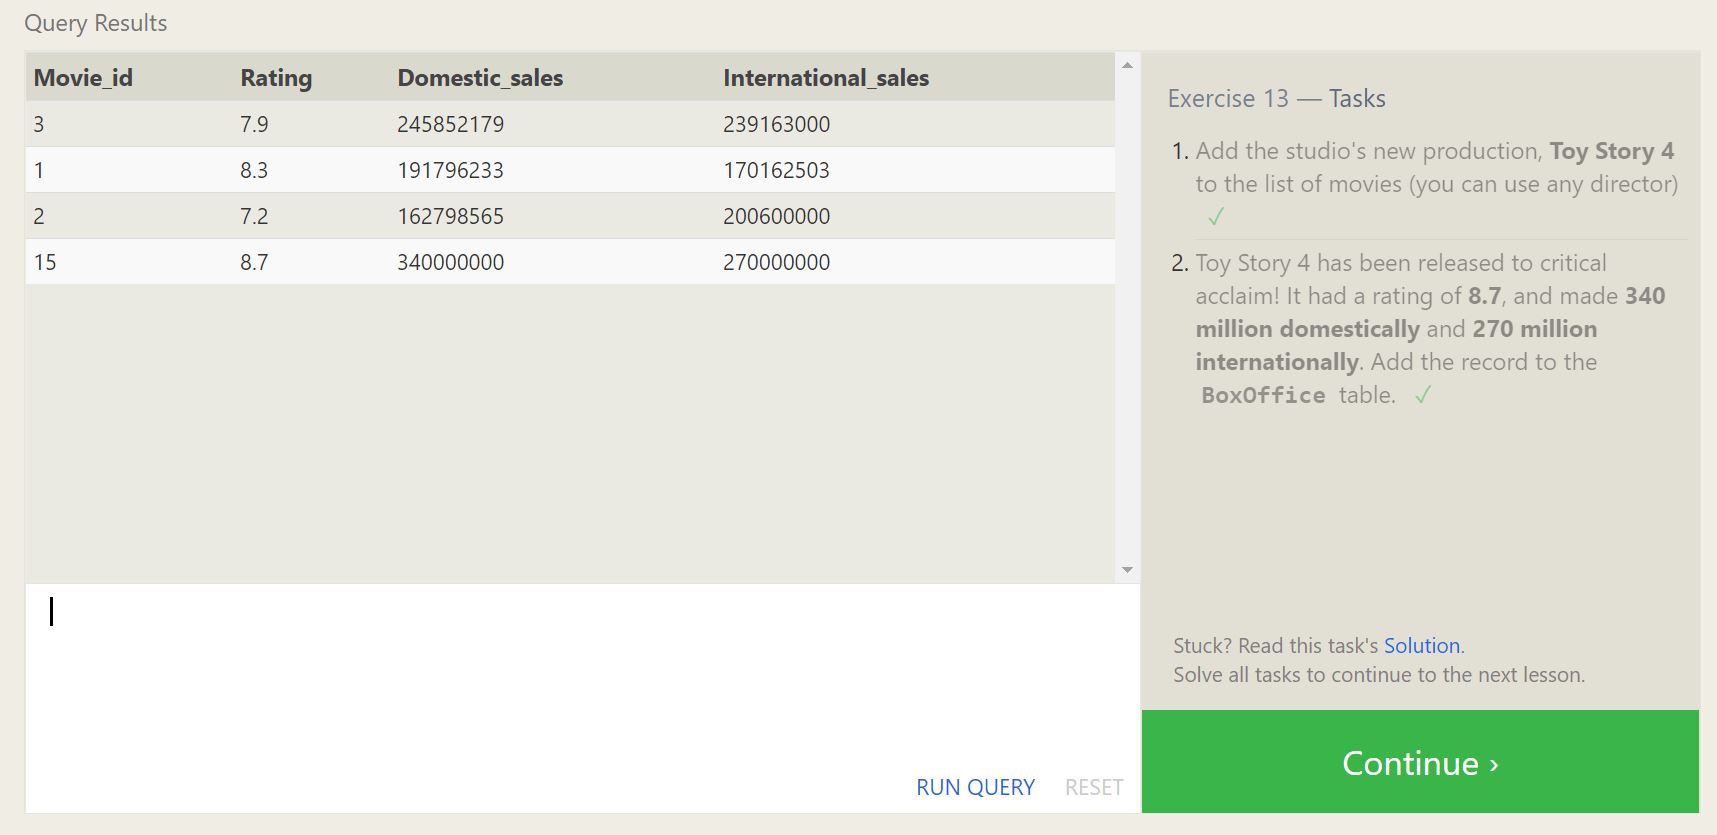 Query Results
Movie_id Rating Domestic_sales International_sales
3 7.9 245852179 239163000
1 8.3 191796233 170162503
2 7.2 162798565 200600000
15 8.7 340000000 270000000
RUN QUERY RESET
Exercise 13 — Tasks
1. Add the studio's new production, Toy Story 4
to the list of movies (you can use any director)
✓
2. Toy Story 4 has been released to critical
acclaim! It had a rating of 8.7, and made 340
million domestically and 270 million
internationally. Add the record to the
BoxOffice table. ✓
Stuck? Read this task's Solution.
Solve all tasks to continue to the next lesson.
Continue ›